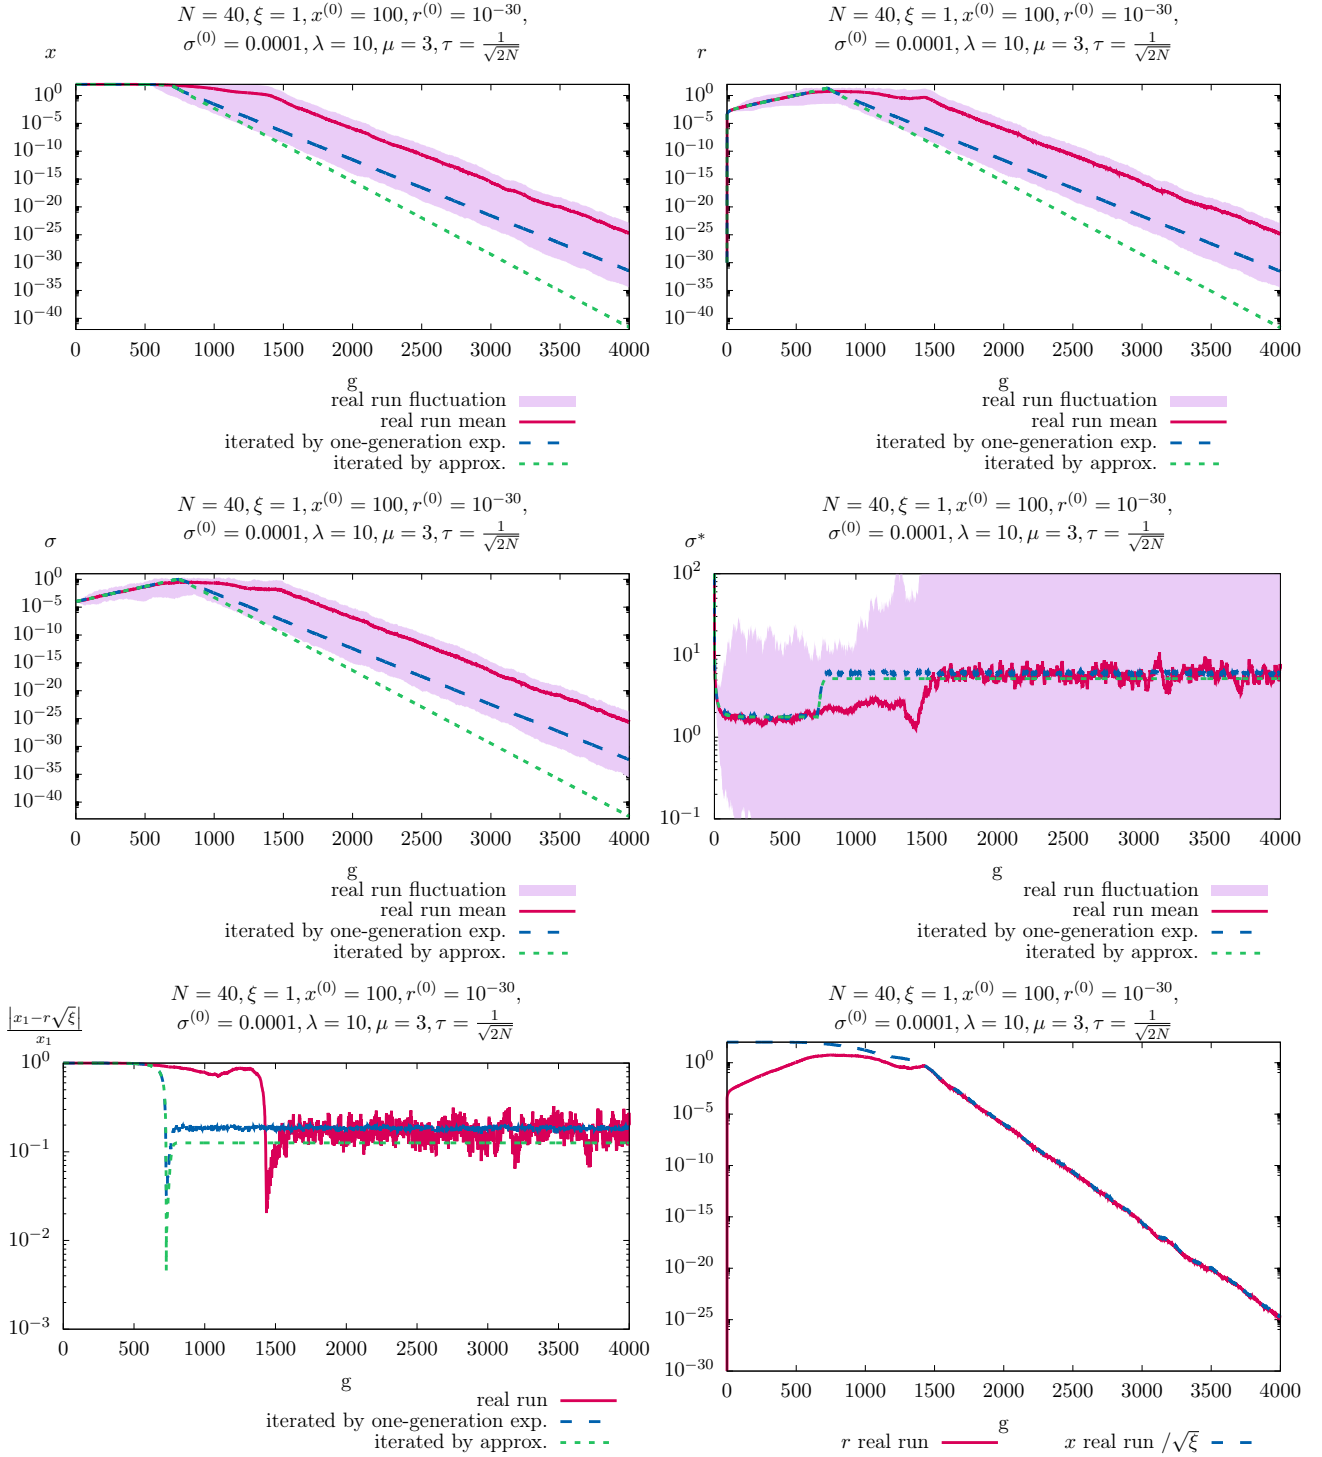 N = 40, ξ = 1, x^(0) = 100, r^(0) = 10^−30,
σ^(0) = 0.0001, λ = 10, μ = 3, τ = 1/√2N
x
10^0
10^−5
10^−10
10^−15
10^−20
10^−25
10^−30
10^−35
10^−40
0 500 1000 1500 2000 2500 3000 3500 4000
g
real run fluctuation
real run mean
iterated by one-generation exp.
iterated by approx.
N = 40, ξ = 1, x^(0) = 100, r^(0) = 10^−30,
σ^(0) = 0.0001, λ = 10, μ = 3, τ = 1/√2N
r
10^0
10^−5
10^−10
10^−15
10^−20
10^−25
10^−30
10^−35
10^−40
0 500 1000 1500 2000 2500 3000 3500 4000
g
real run fluctuation
real run mean
iterated by one-generation exp.
iterated by approx.
N = 40, ξ = 1, x^(0) = 100, r^(0) = 10^−30,
σ^(0) = 0.0001, λ = 10, μ = 3, τ = 1/√2N
σ
10^0
10^−5
10^−10
10^−15
10^−20
10^−25
10^−30
10^−35
10^−40
0 500 1000 1500 2000 2500 3000 3500 4000
g
real run fluctuation
real run mean
iterated by one-generation exp.
iterated by approx.
N = 40, ξ = 1, x^(0) = 100, r^(0) = 10^−30,
σ^(0) = 0.0001, λ = 10, μ = 3, τ = 1/√2N
σ*
10^2
10^1
10^0
10^−1
0 500 1000 1500 2000 2500 3000 3500 4000
g
real run fluctuation
real run mean
iterated by one-generation exp.
iterated by approx.
N = 40, ξ = 1, x^(0) = 100, r^(0) = 10^−30,
σ^(0) = 0.0001, λ = 10, μ = 3, τ = 1/√2N
|x₁−r√ξ|/x₁
10^0
10^−1
10^−2
10^−3
0 500 1000 1500 2000 2500 3000 3500 4000
g
real run
iterated by one-generation exp.
iterated by approx.
N = 40, ξ = 1, x^(0) = 100, r^(0) = 10^−30,
σ^(0) = 0.0001, λ = 10, μ = 3, τ = 1/√2N
10^0
10^−5
10^−10
10^−15
10^−20
10^−25
10^−30
0 500 1000 1500 2000 2500 3000 3500 4000
g
r real run x real run /√ξ